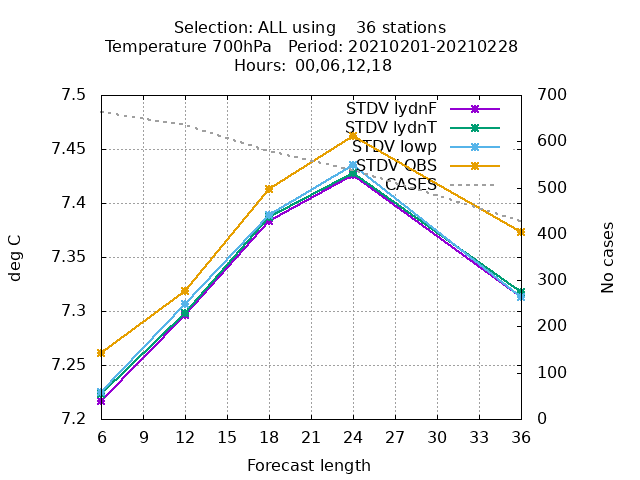 Selection: ALL using    36 stations
Temperature 700hPa   Period: 20210201-20210228
Hours:  00,06,12,18
7.5
7.45
7.4
7.35
7.3
7.25
7.2
deg C
700
600
500
400
300
200
100
0
No cases
STDV lydnF
STDV lydnT
STDV lowp
STDV OBS
CASES
6 9 12 15 18 21 24 27 30 33 36
Forecast length